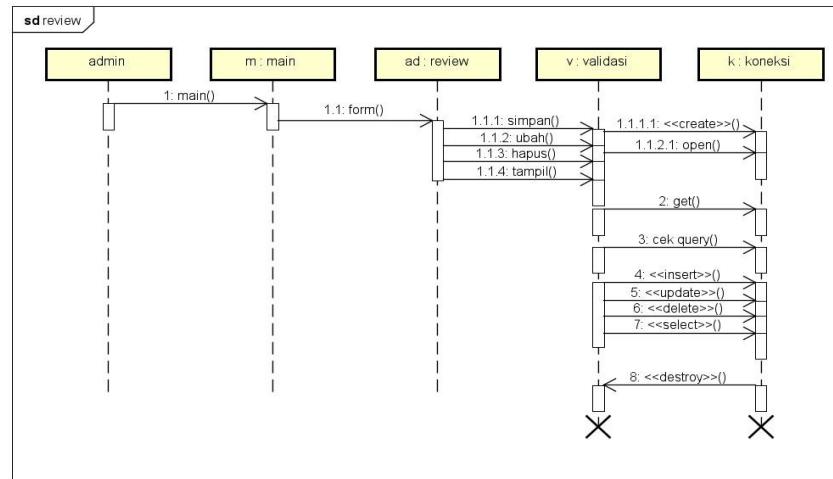 sd review
admin
m : main
ad : review
v : validasi
k : koneksi
1: main()
1.1: form()
1.1.1: simpan()
1.1.1.1: <<create>>()
1.1.2: ubah()
1.1.2.1: open()
1.1.3: hapus()
1.1.4: tampil()
2: get()
3: cek query()
4: <<insert>>()
5: <<update>>()
6: <<delete>>()
7: <<select>>()
8: <<destroy>>()